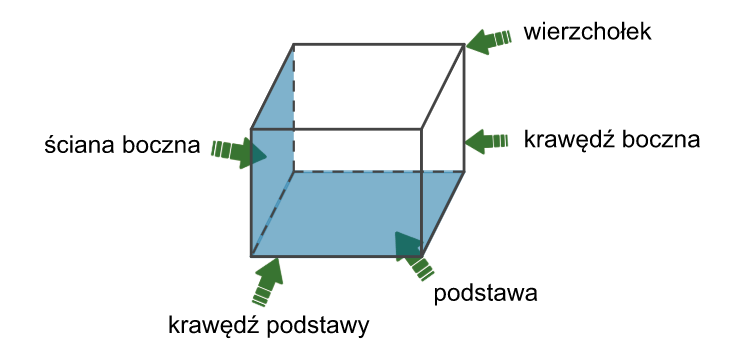 wierzchołek
krawędź boczna
ściana boczna
podstawa
krawędź podstawy